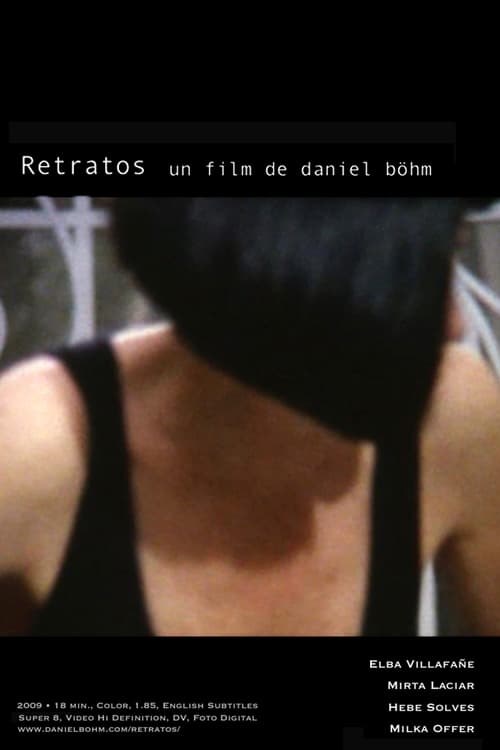 Retratos un film de daniel böhm
Elba Villafañe
Mirta Laciar
Hebe Solves
Milka Offer
2009 • 18 min., Color, 1.85, English Subtitles
Super 8, Video Hi Definition, DV, Foto Digital
www.danielbohm.com/retratos/